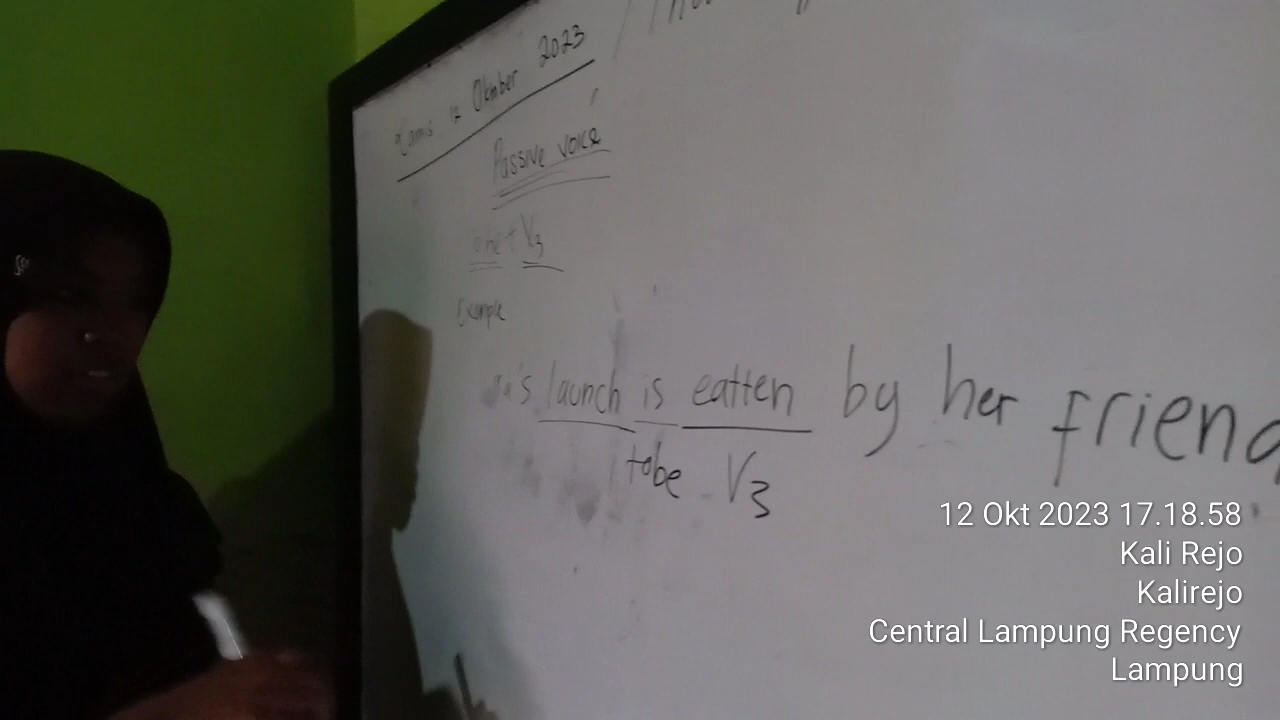 Kamis 12 Oktober 2023
Passive voice
tobe + V3
Example
's launch is eatten by her friend
tobe V3
12 Okt 2023 17.18.58
Kali Rejo
Kalirejo
Central Lampung Regency
Lampung